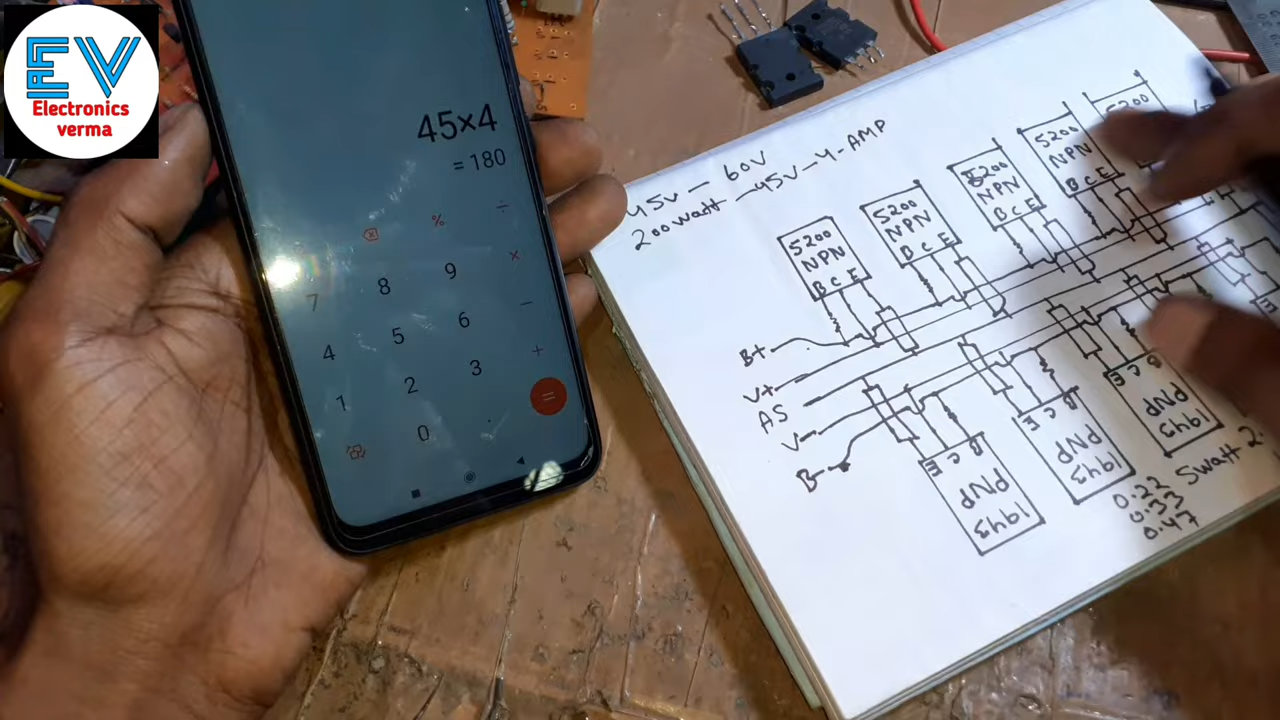 EV
Electronics
verma
45×4
=180
% ÷
7 8 9 ×
4 5 6 −
1 2 3 +
0 . =
45v — 60V
200watt — 45V — 4 - AMP
5200
NPN
B C E
5200
NPN
B C E
5200
NPN
B C E
5200
NPN
B C E
5200
B+
V+
AS
V-
B-
E C B
PNP
1943
E C B
PNP
1943
E C B
PNP
1943
5watt
0.22
0.33
0.47